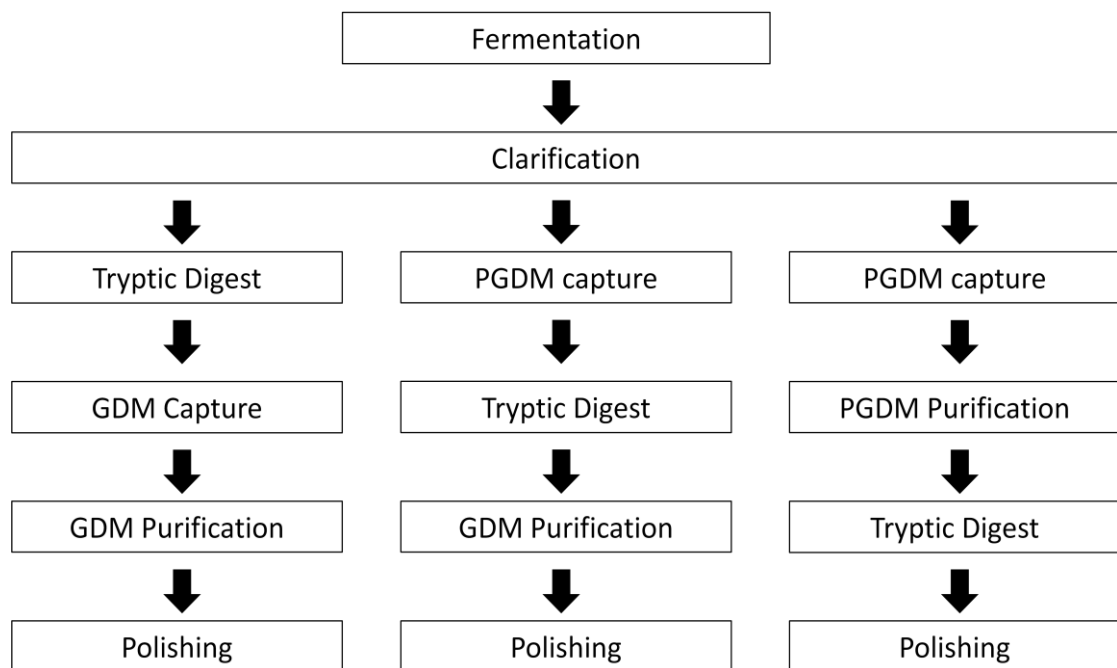 Fermentation
Clarification
Tryptic Digest
PGDM capture
PGDM capture
GDM Capture
Tryptic Digest
PGDM Purification
GDM Purification
GDM Purification
Tryptic Digest
Polishing
Polishing
Polishing